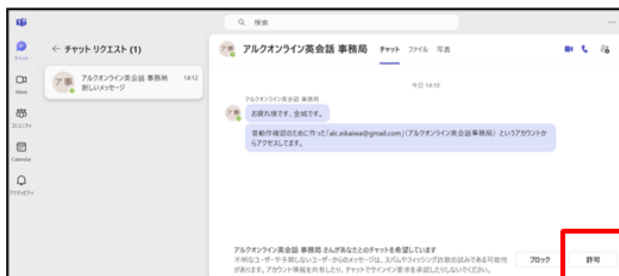 検索
チャット
Meet
コミュニティ
Calendar
アクティビティ
← チャット リクエスト (1)
ア事
アルクオンライン英会話 事務局 14:12
新しいメッセージ
ア事 アルクオンライン英会話 事務局 チャット ファイル 写真
今日 14:10
アルクオンライン英会話 事務局
ア事
お疲れ様です、金城です。
音動作確認のために作った「alc.eikaiwa@gmail.com」(アルクオンライン英会話事務局) というアカウントか
らアクセスしてます。
アルクオンライン英会話 事務局 さんがあなたとのチャットを希望しています
不明なユーザーや予期しないユーザーからのメッセージは、スパムやフィッシング詐欺の試みである可能性
があります。アカウント情報を共有したり、チャットでサインイン要求を承認したりしないでください。
ブロック
許可